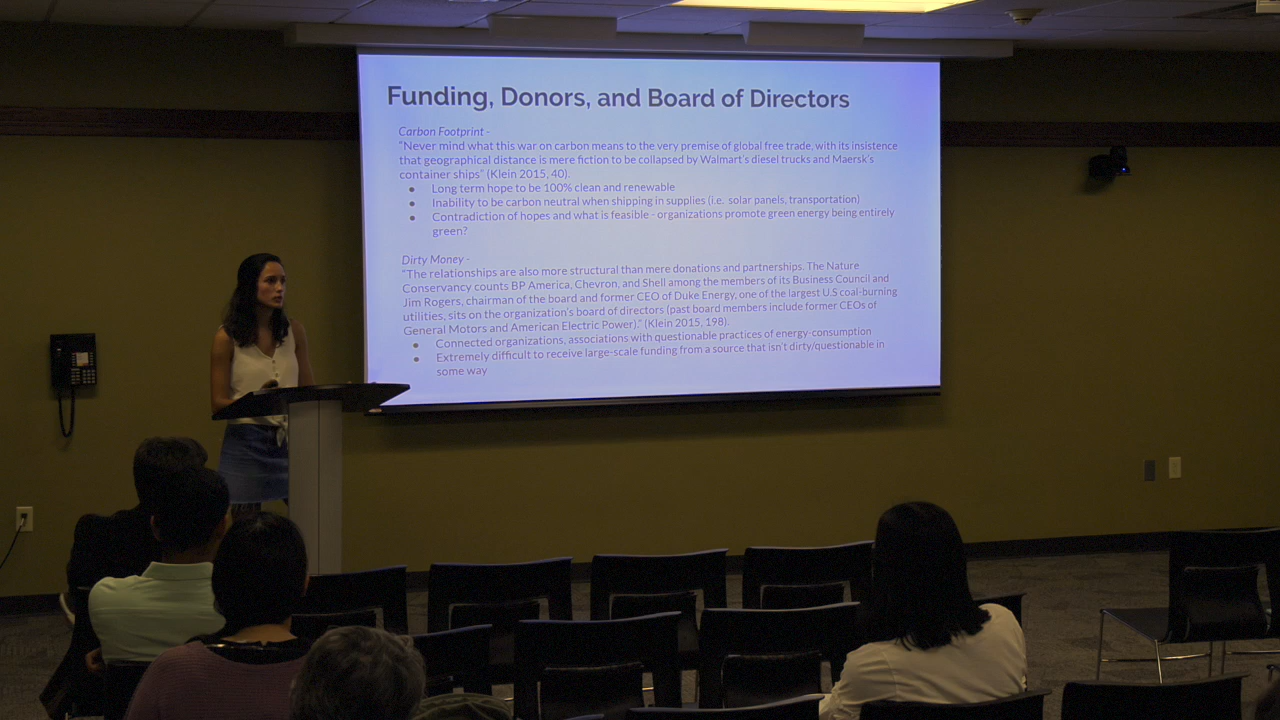 Funding, Donors, and Board of Directors
Carbon Footprint -
"Never mind what this war on carbon means to the very premise of global free trade, with its insistence
that geographical distance is mere fiction to be collapsed by Walmart's diesel trucks and Maersk's
container ships" (Klein 2015, 40).
● Long term hope to be 100% clean and renewable
● Inability to be carbon neutral when shipping in supplies (i.e. solar panels, transportation)
● Contradiction of hopes and what is feasible - organizations promote green energy being entirely
green?
Dirty Money -
"The relationships are also more structural than mere donations and partnerships. The Nature
Conservancy counts BP America, Chevron, and Shell among the members of its Business Council and
Jim Rogers, chairman of the board and former CEO of Duke Energy, one of the largest U.S coal-burning
utilities, sits on the organization's board of directors (past board members include former CEOs of
General Motors and American Electric Power)." (Klein 2015, 198).
● Connected organizations, associations with questionable practices of energy-consumption
● Extremely difficult to receive large-scale funding from a source that isn't dirty/questionable in
some way